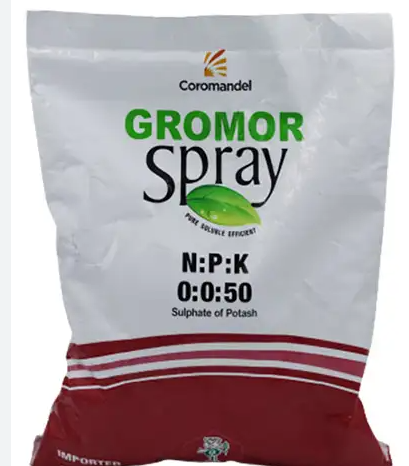 Coromandel
GROMOR
Spray
PURE SOLUBLE EFFICIENT
N:P:K
0:0:50
Sulphate of Potash
IMPORTED